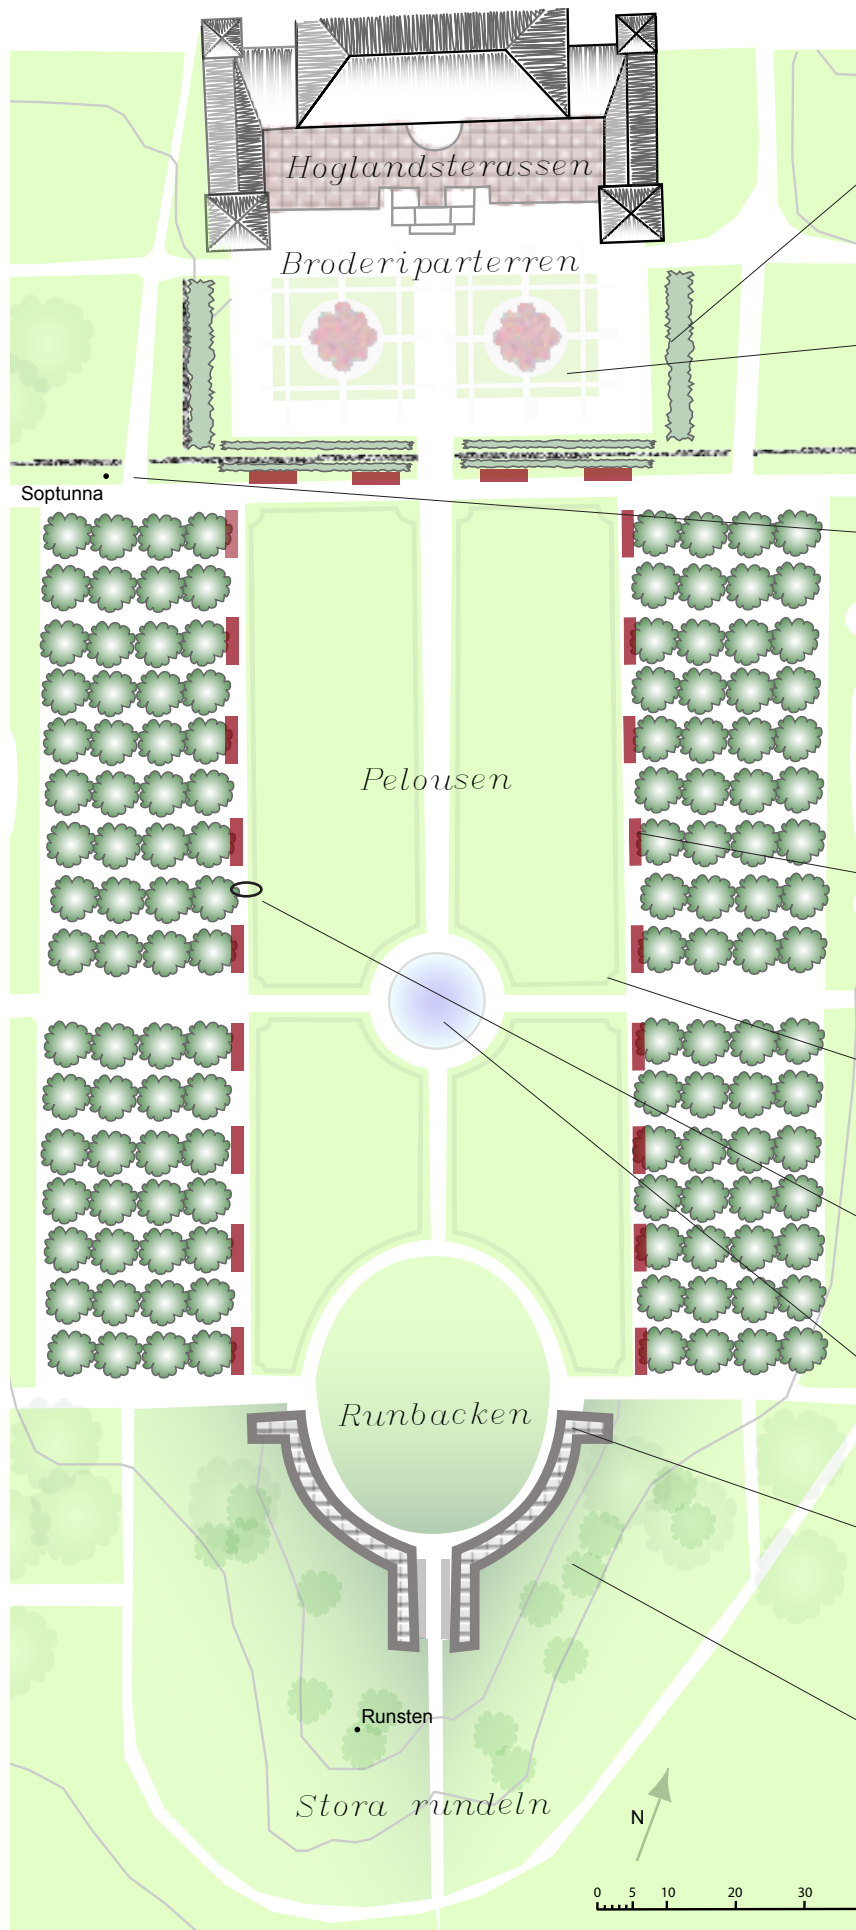 Hoglandsterassen
Broderiparterren
Soptunna
Pelousen
Runbacken
Runsten
Stora rundeln
N
0 5 10 20 30